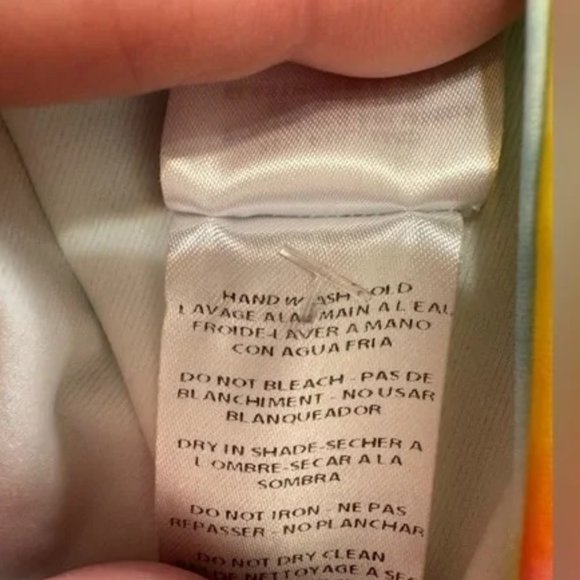 HAND WASH COLD
LAVAGE A LA MAIN A L'EAU
FROIDE-LAVER A MANO
CON AGUA FRIA
DO NOT BLEACH - PAS DE
BLANCHIMENT - NO USAR
BLANQUEADOR
DRY IN SHADE-SECHER A
L'OMBRE-SECAR A LA
SOMBRA
DO NOT IRON - NE PAS
REPASSER - NO PLANCHAR
DO NOT DRY CLEAN
DE NETTOYAGE A